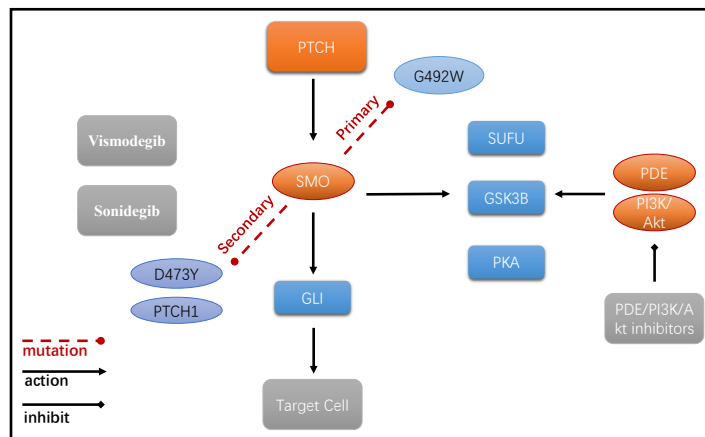 PTCH
G492W
Primary
Vismodegib
SUFU
PDE
SMO
GSK3B
PI3K/
Akt
Sonidegib
Secondary
D473Y
PKA
GLI
PTCH1
PDE/PI3K/A
kt inhibitors
mutation
action
Target Cell
inhibit